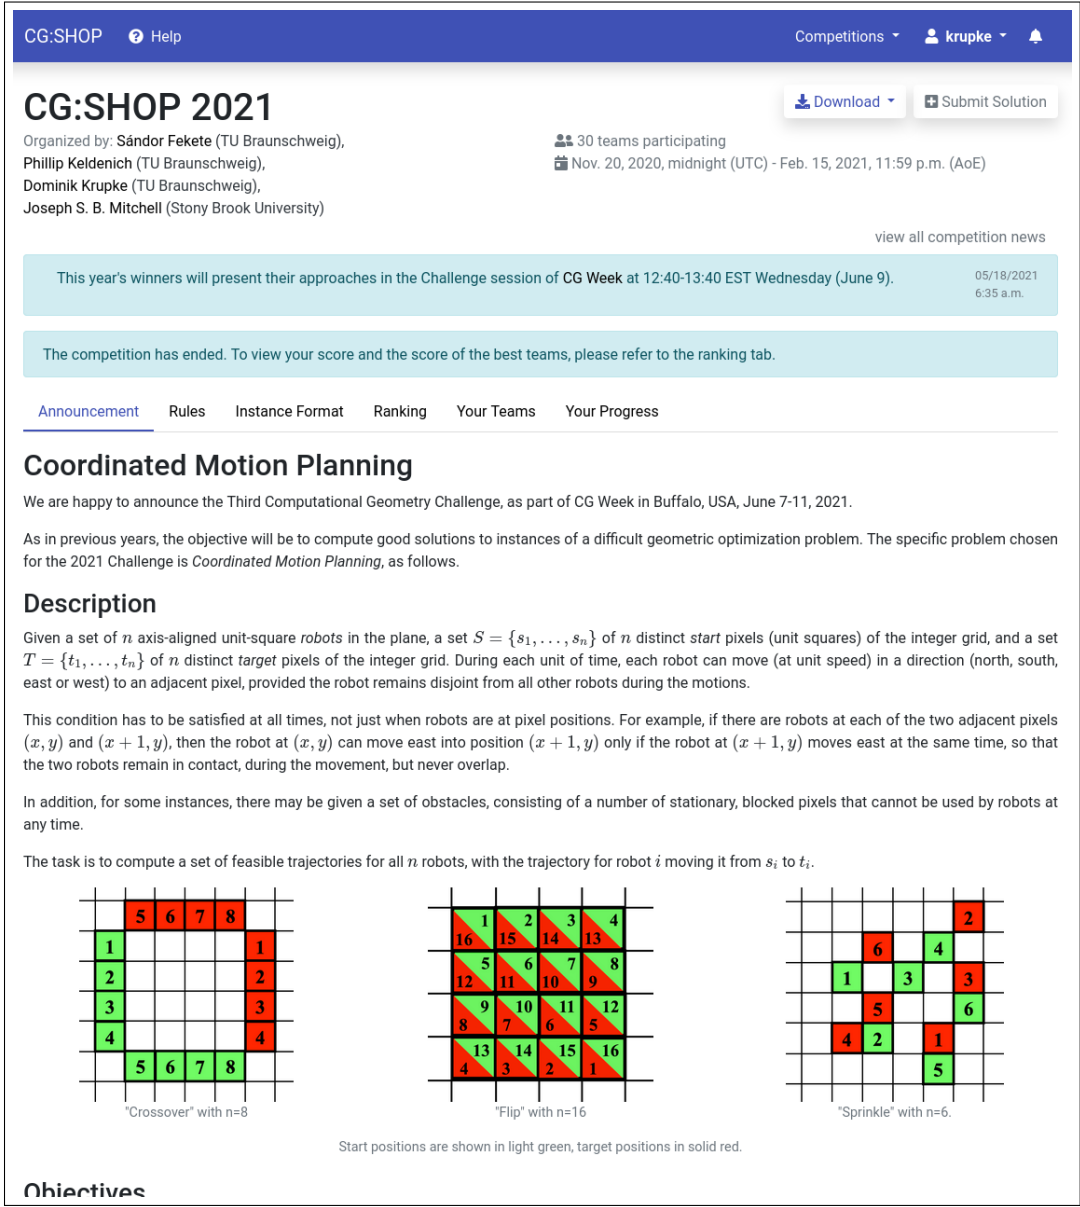 CG:SHOP Help Competitions krupke
CG:SHOP 2021
Download Submit Solution
Organized by: Sándor Fekete (TU Braunschweig),
Phillip Keldenich (TU Braunschweig),
Dominik Krupke (TU Braunschweig),
Joseph S. B. Mitchell (Stony Brook University)
30 teams participating
Nov. 20, 2020, midnight (UTC) - Feb. 15, 2021, 11:59 p.m. (AoE)
view all competition news
This year's winners will present their approaches in the Challenge session of CG Week at 12:40-13:40 EST Wednesday (June 9).
05/18/2021
6:35 a.m.
The competition has ended. To view your score and the score of the best teams, please refer to the ranking tab.
Announcement Rules Instance Format Ranking Your Teams Your Progress
Coordinated Motion Planning
We are happy to announce the Third Computational Geometry Challenge, as part of CG Week in Buffalo, USA, June 7-11, 2021.
As in previous years, the objective will be to compute good solutions to instances of a difficult geometric optimization problem. The specific problem chosen
for the 2021 Challenge is Coordinated Motion Planning, as follows.
Description
Given a set of n axis-aligned unit-square robots in the plane, a set S = {s₁, . . . , sₙ} of n distinct start pixels (unit squares) of the integer grid, and a set
T = {t₁, . . . , tₙ} of n distinct target pixels of the integer grid. During each unit of time, each robot can move (at unit speed) in a direction (north, south,
east or west) to an adjacent pixel, provided the robot remains disjoint from all other robots during the motions.
This condition has to be satisfied at all times, not just when robots are at pixel positions. For example, if there are robots at each of the two adjacent pixels
(x, y) and (x + 1, y), then the robot at (x, y) can move east into position (x + 1, y) only if the robot at (x + 1, y) moves east at the same time, so that
the two robots remain in contact, during the movement, but never overlap.
In addition, for some instances, there may be given a set of obstacles, consisting of a number of stationary, blocked pixels that cannot be used by robots at
any time.
The task is to compute a set of feasible trajectories for all n robots, with the trajectory for robot i moving it from sᵢ to tᵢ.
5 6 7 8
1 1
2 2
3 3
4 4
5 6 7 8
"Crossover" with n=8
1 2 3 4
16 15 14 13
5 6 7 8
12 11 10 9
9 10 11 12
8 7 6 5
13 14 15 16
4 3 2 1
"Flip" with n=16
2
6 4
1 3 3
5 6
4 2 1
5
"Sprinkle" with n=6.
Start positions are shown in light green, target positions in solid red.
Objectives